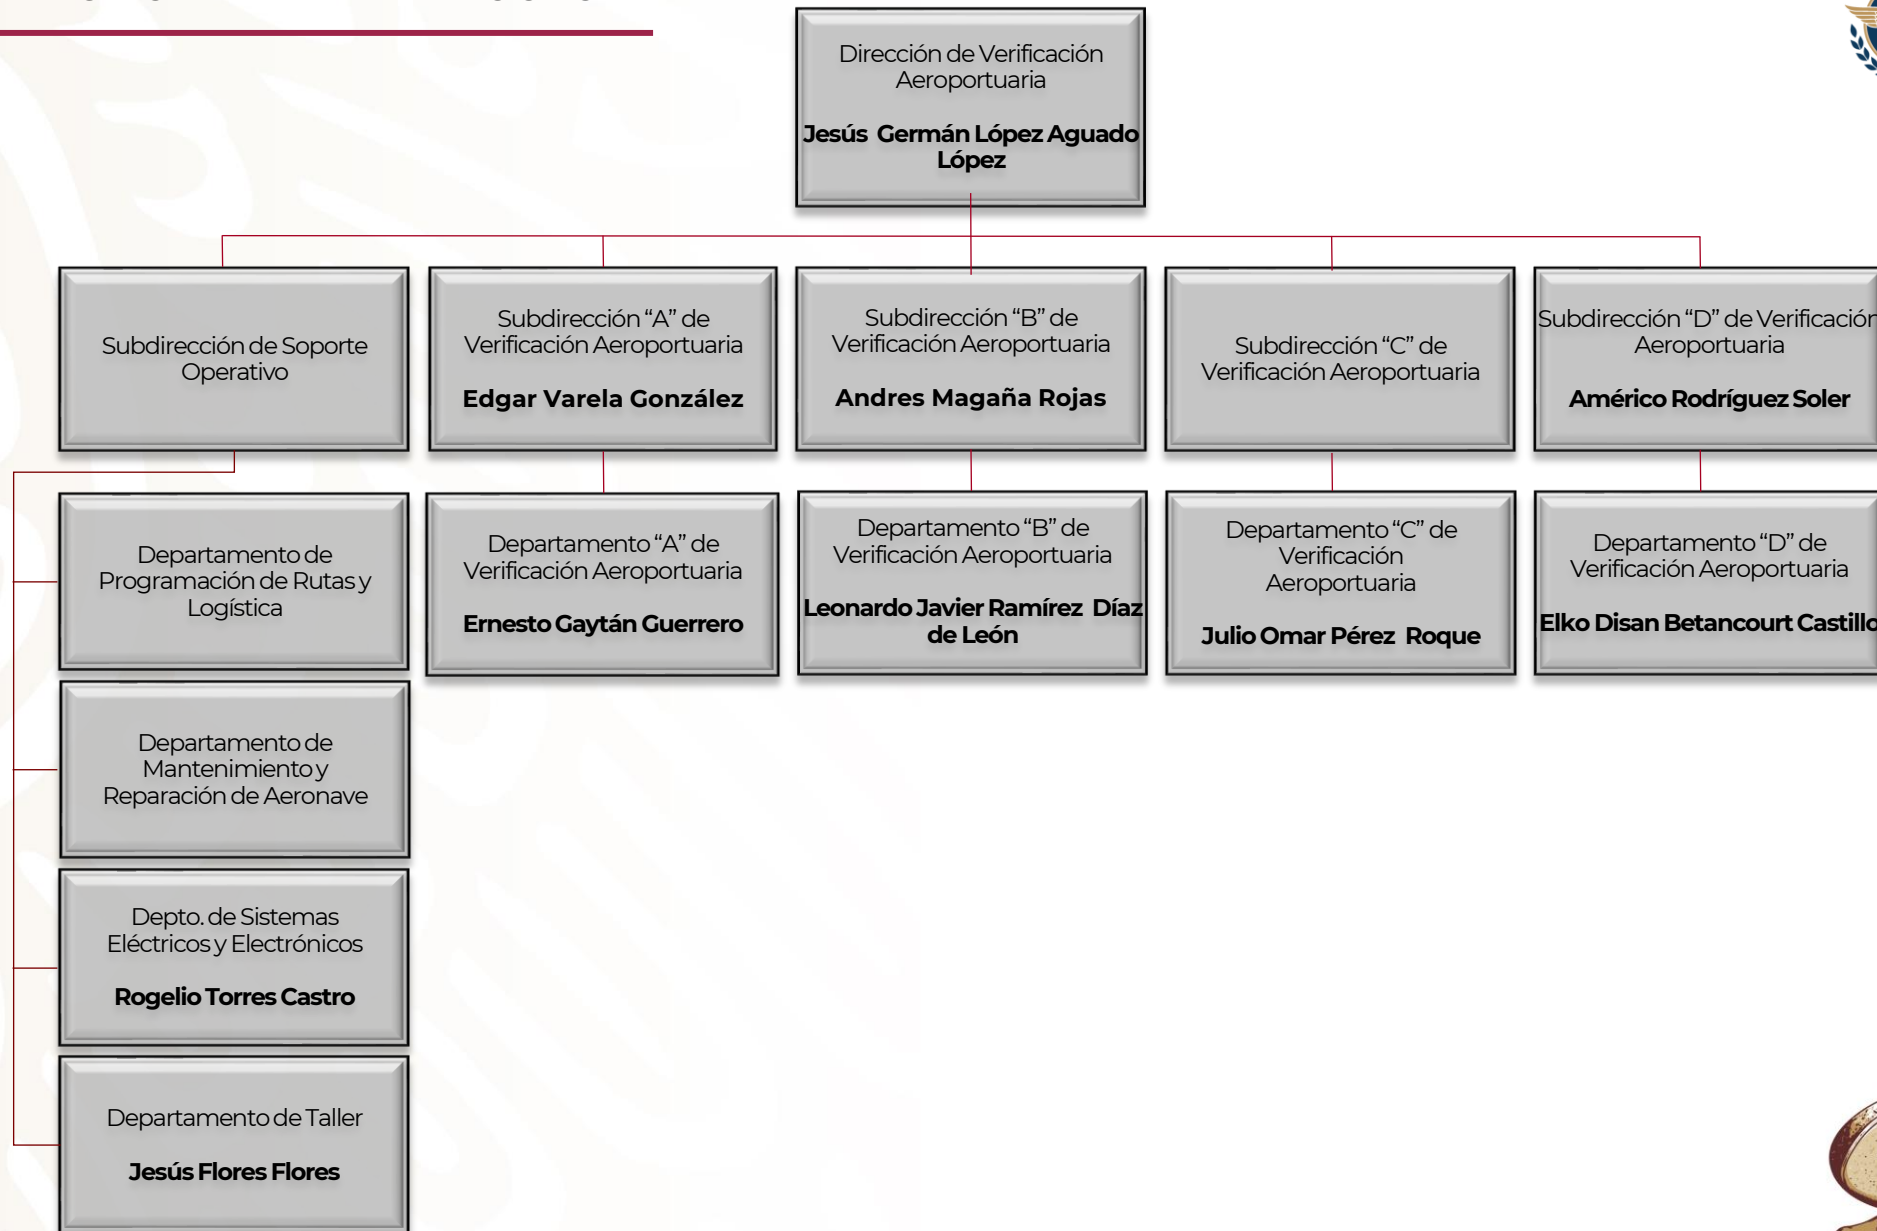 Dirección de Verificación
Aeroportuaria
Jesús Germán López Aguado
López
Subdirección de Soporte
Operativo
Subdirección “A” de
Verificación Aeroportuaria
Edgar Varela González
Subdirección “B” de
Verificación Aeroportuaria
Andres Magaña Rojas
Subdirección “C” de
Verificación Aeroportuaria
Subdirección “D” de Verificación
Aeroportuaria
Américo Rodríguez Soler
Departamento de
Programación de Rutas y
Logística
Departamento “A” de
Verificación Aeroportuaria
Ernesto Gaytán Guerrero
Departamento “B” de
Verificación Aeroportuaria
Leonardo Javier Ramírez Díaz
de León
Departamento “C” de
Verificación
Aeroportuaria
Julio Omar Pérez Roque
Departamento “D” de
Verificación Aeroportuaria
Elko Disan Betancourt Castillo
Departamento de
Mantenimiento y
Reparación de Aeronave
Depto. de Sistemas
Eléctricos y Electrónicos
Rogelio Torres Castro
Departamento de Taller
Jesús Flores Flores